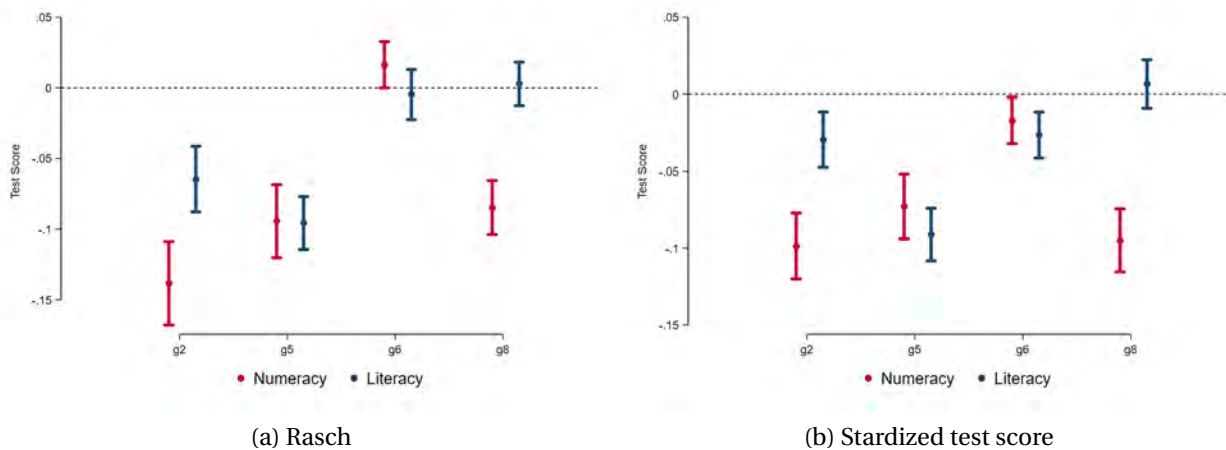 .05
0
-.05
-.1
-.15
Test Score
g2 g5 g6 g8
Numeracy Literacy
(a) Rasch
.05
0
-.05
-.1
-.15
Test Score
g2 g5 g6 g8
Numeracy Literacy
(b) Stardized test score